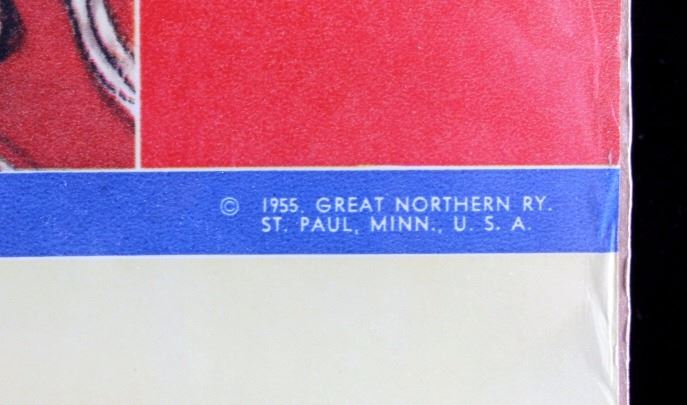 © 1955, GREAT NORTHERN RY.
ST. PAUL, MINN., U. S. A.